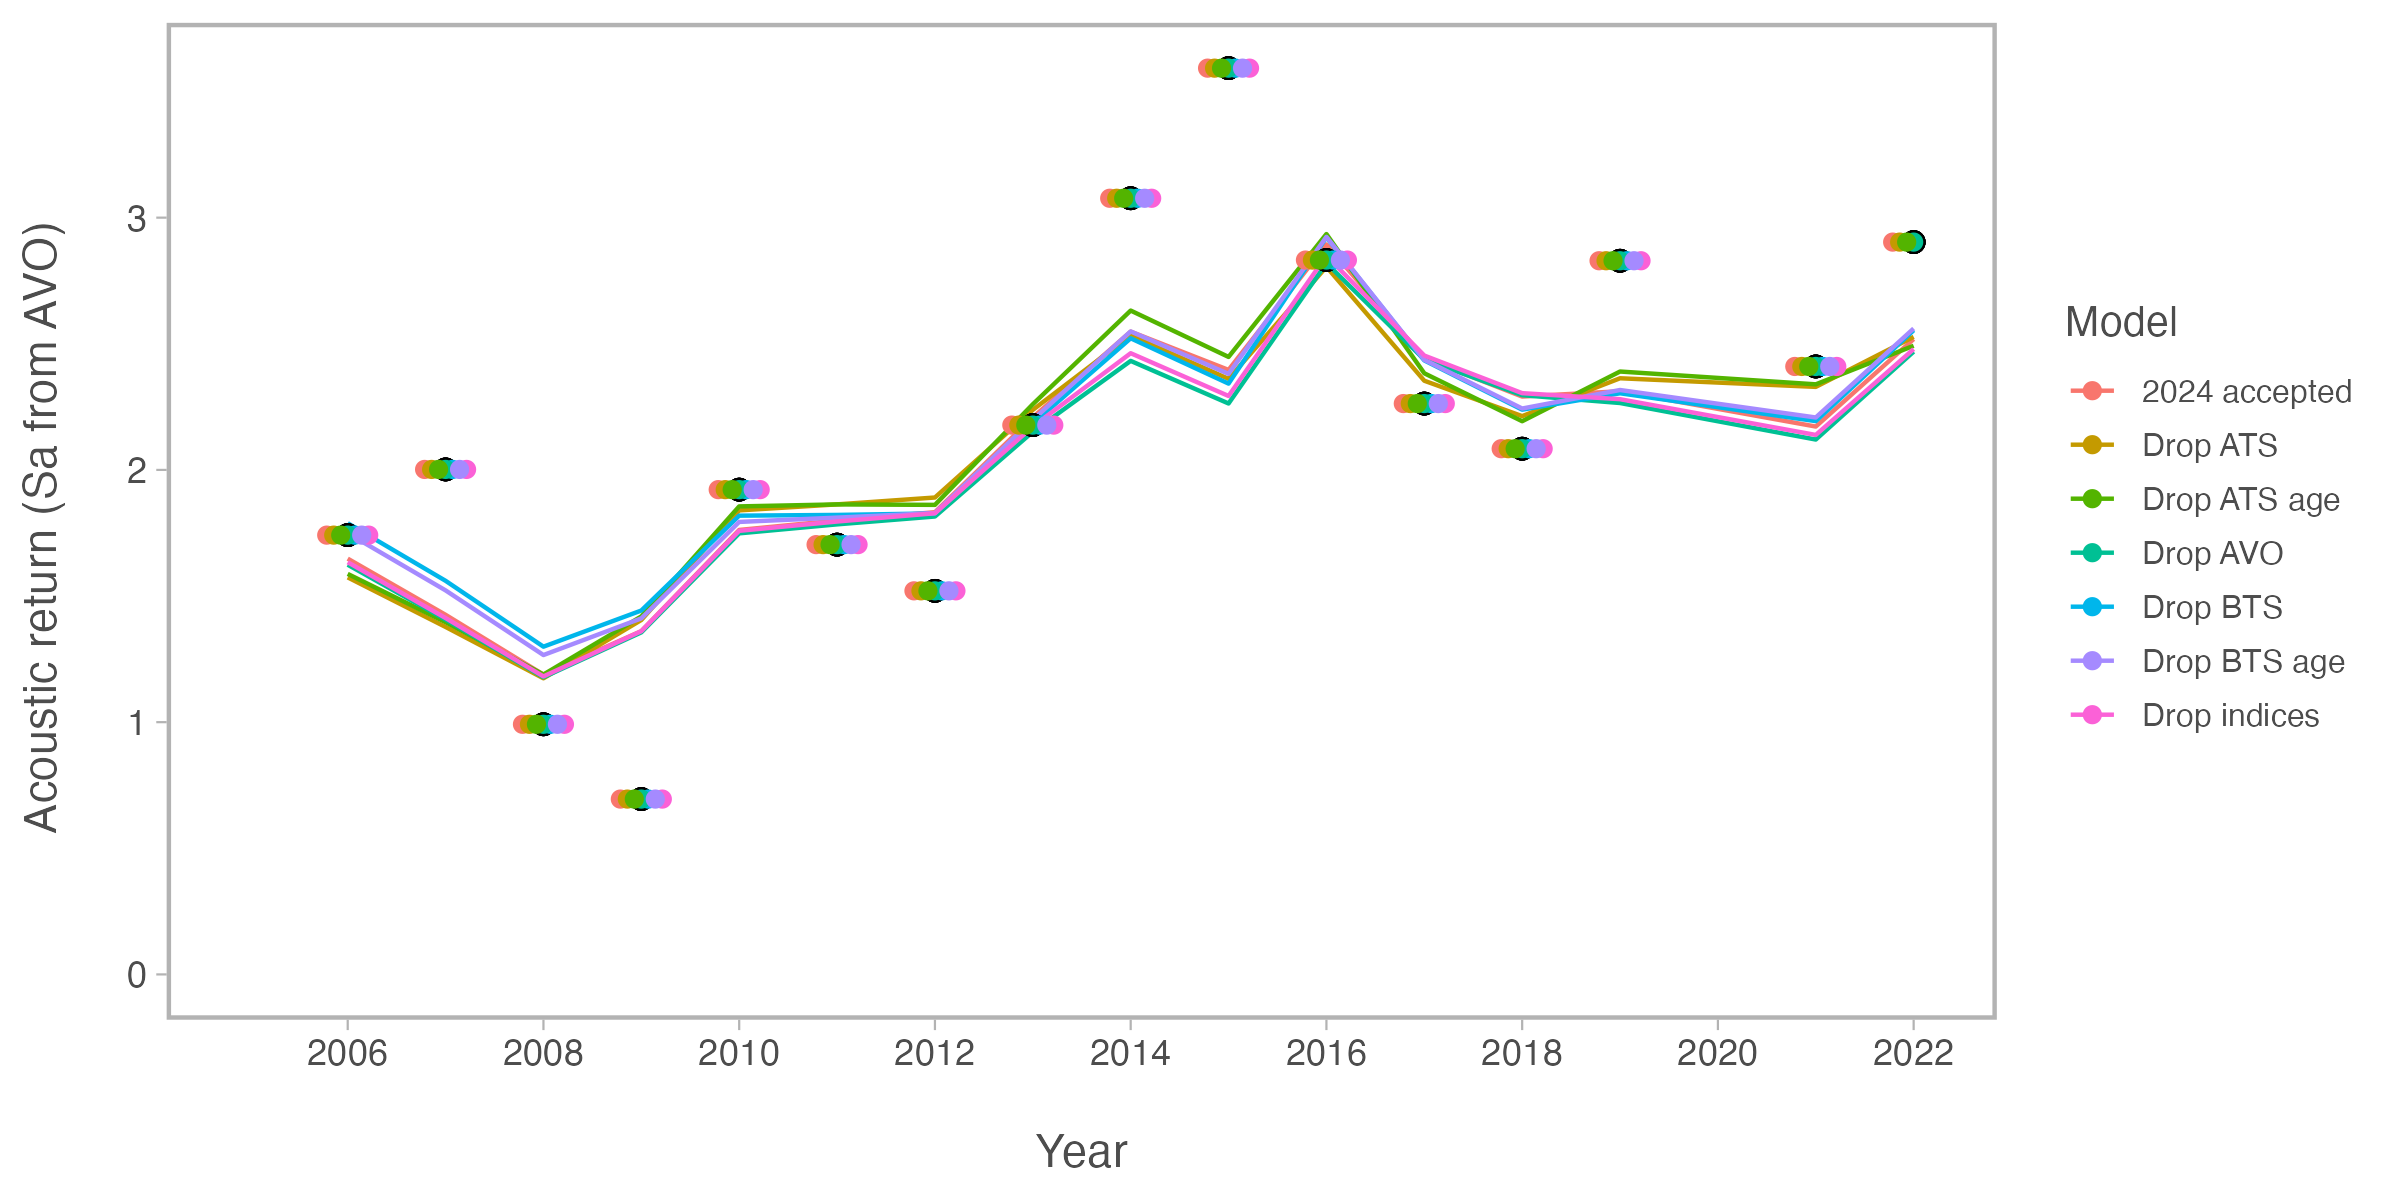 Acoustic return (Sa from AVO)
3
2
1
0
2006 2008 2010 2012 2014 2016 2018 2020 2022
Year
Model
2024 accepted
Drop ATS
Drop ATS age
Drop AVO
Drop BTS
Drop BTS age
Drop indices